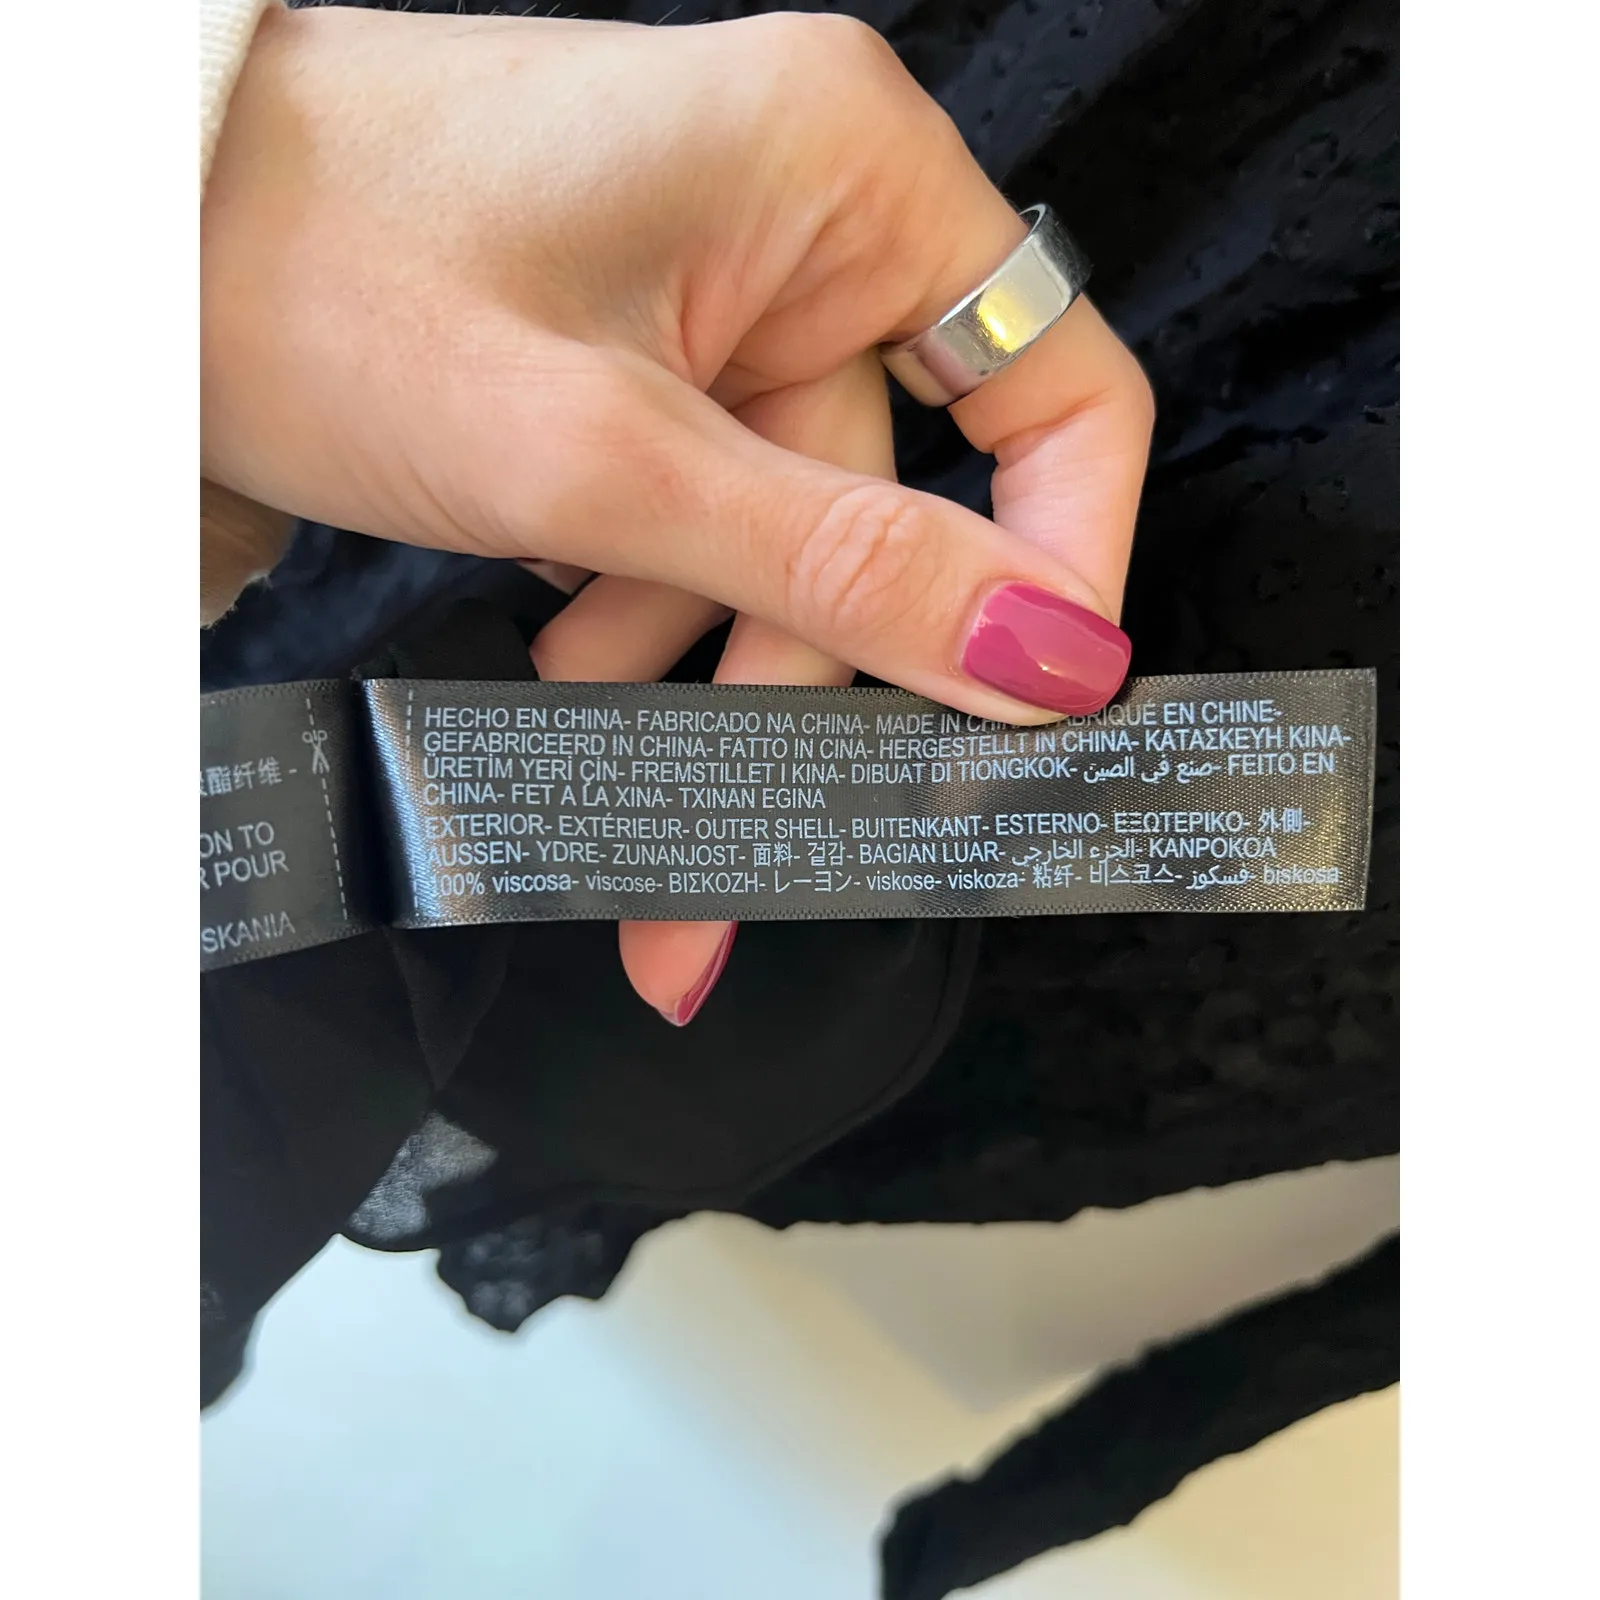 HECHO EN CHINA- FABRICADO NA CHINA- MADE IN CHINA- FABRIQUÉ EN CHINE-
GEFABRICEERD IN CHINA- FATTO IN CINA- HERGESTELLT IN CHINA- ΚΑΤΑΣΚΕΥΗ ΚΙΝΑ-
ÜRETİM YERİ ÇİN- FREMSTILLET I KINA- DIBUAT DI TIONGKOK- صنع في الصين- FEITO EN
CHINA- FET A LA XINA- TXINAN EGINA
EXTERIOR- EXTÉRIEUR- OUTER SHELL- BUITENKANT- ESTERNO- ΕΞΩΤΕΡΙΚΟ- 外側-
AUSSEN- YDRE- ZUNANJOST- 面料- 겉감- BAGIAN LUAR- الجزء الخارجي- KANPOKOA
100% viscosa- viscose- ΒΙΣΚΟΖΗ- レーヨン- viskose- viskoza- 粘纤- 비스코스- فسكوز- biskosa
酯纤维 -
ON TO
R POUR
SKANIA